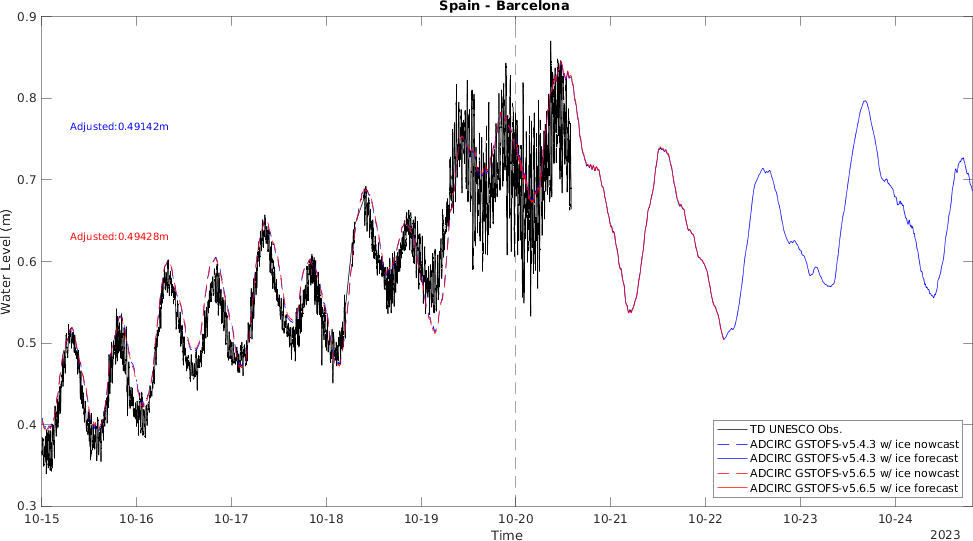 Spain - Barcelona
0.9
0.8
0.7
0.6
0.5
0.4
0.3
Water Level (m)
Adjusted:0.49142m
Adjusted:0.49428m
TD UNESCO Obs.
ADCIRC GSTOFS-v5.4.3 w/ ice nowcast
ADCIRC GSTOFS-v5.4.3 w/ ice forecast
ADCIRC GSTOFS-v5.6.5 w/ ice nowcast
ADCIRC GSTOFS-v5.6.5 w/ ice forecast
10-15 10-16 10-17 10-18 10-19 10-20 10-21 10-22 10-23 10-24
Time
2023